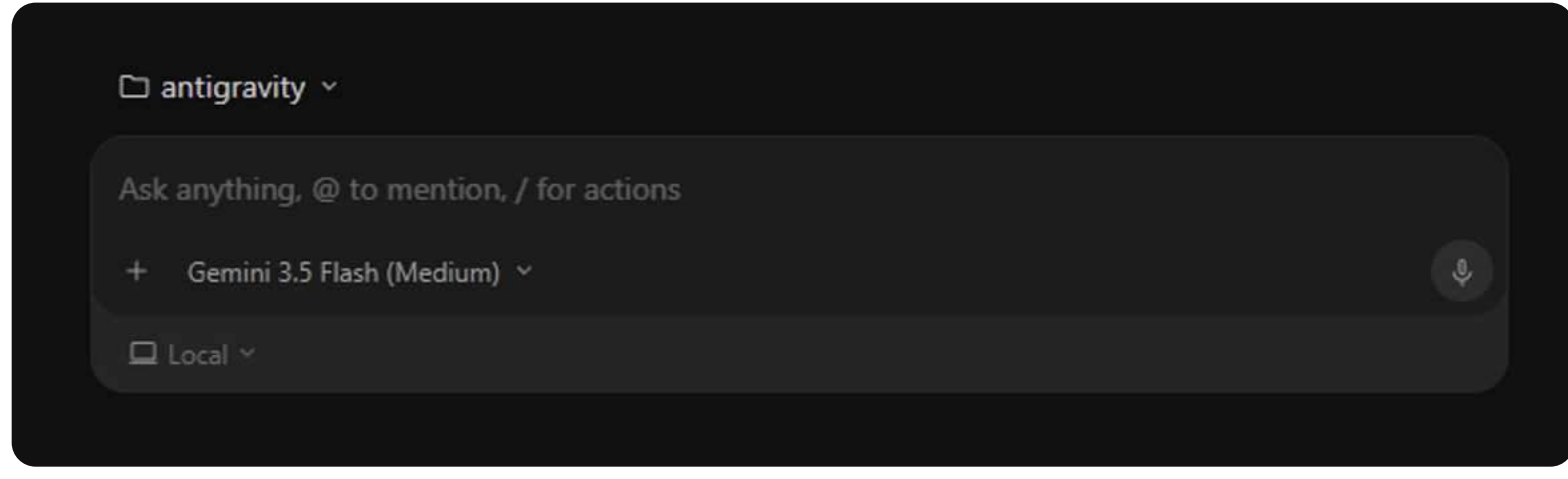 antigravity
Ask anything, @ to mention, / for actions
+ Gemini 3.5 Flash (Medium)
Local